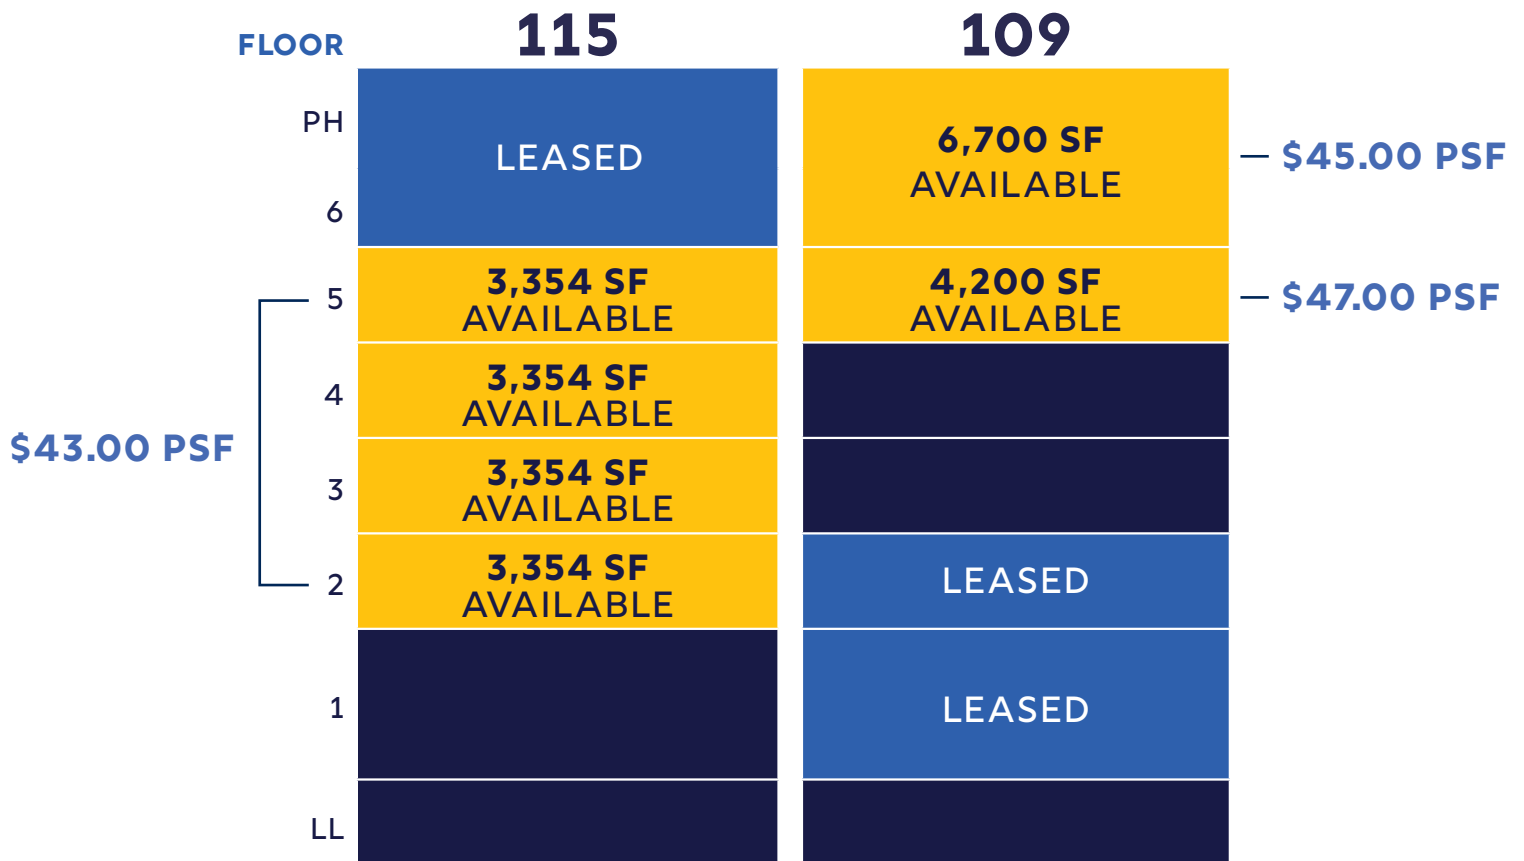 FLOOR 115 109
PH
LEASED
6,700 SF
AVAILABLE
$45.00 PSF
6
5
3,354 SF
AVAILABLE
4,200 SF
AVAILABLE
$47.00 PSF
4
3,354 SF
AVAILABLE
$43.00 PSF
3
3,354 SF
AVAILABLE
2
3,354 SF
AVAILABLE
LEASED
1
LEASED
LL